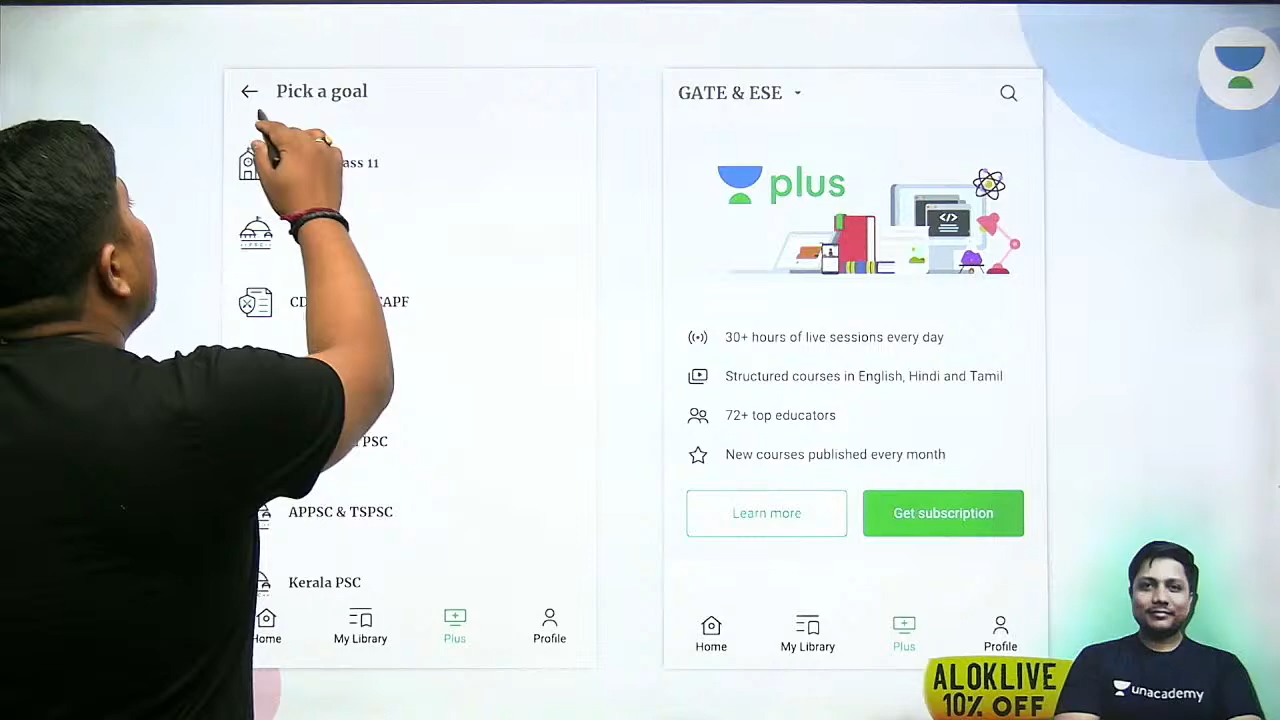 Pick a goal
11
APF
PSC
APPSC & TSPSC
Kerala PSC
Home
My Library
Plus
Profile
GATE & ESE
plus
</>
30+ hours of live sessions every day
Structured courses in English, Hindi and Tamil
72+ top educators
New courses published every month
Learn more
Get subscription
Home
My Library
Plus
Profile
ALOKLIVE
10% OFF
unacademy